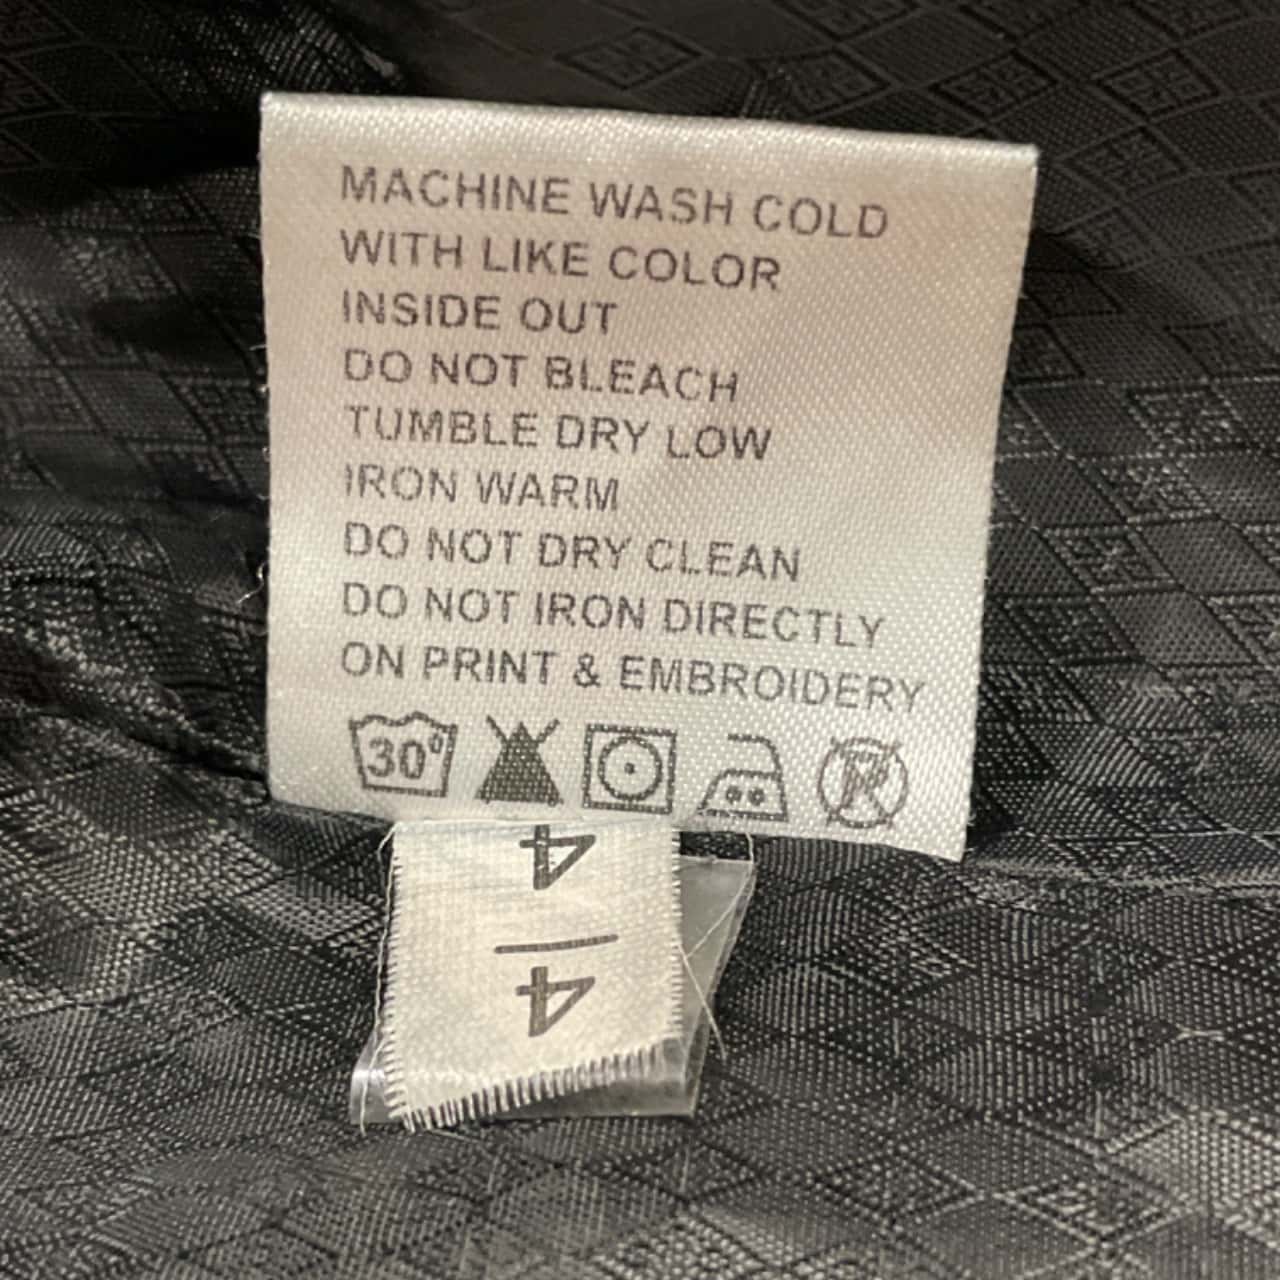 MACHINE WASH COLD
WITH LIKE COLOR
INSIDE OUT
DO NOT BLEACH
TUMBLE DRY LOW
IRON WARM
DO NOT DRY CLEAN
DO NOT IRON DIRECTLY
ON PRINT & EMBROIDERY
30°
P
4
4